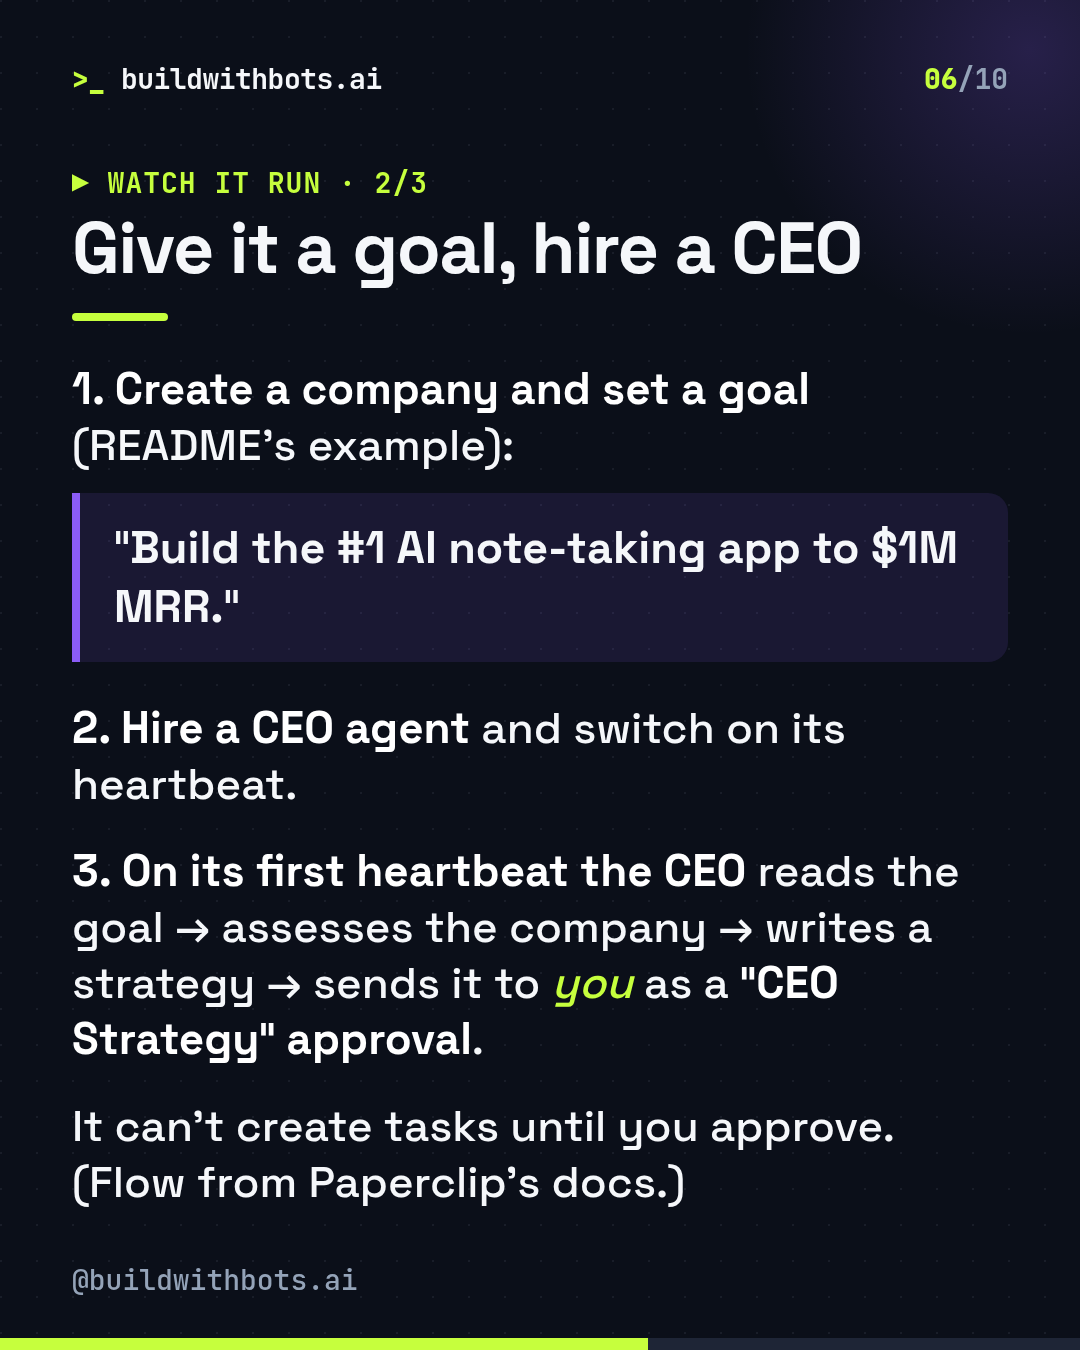 >_ buildwithbots.ai
06/10
▶ WATCH IT RUN · 2/3
Give it a goal, hire a CEO
1. Create a company and set a goal
(README’s example):
"Build the #1 AI note-taking app to $1M
MRR."
2. Hire a CEO agent and switch on its
heartbeat.
3. On its first heartbeat the CEO reads the
goal → assesses the company → writes a
strategy → sends it to you as a "CEO
Strategy" approval.
It can’t create tasks until you approve.
(Flow from Paperclip’s docs.)
@buildwithbots.ai